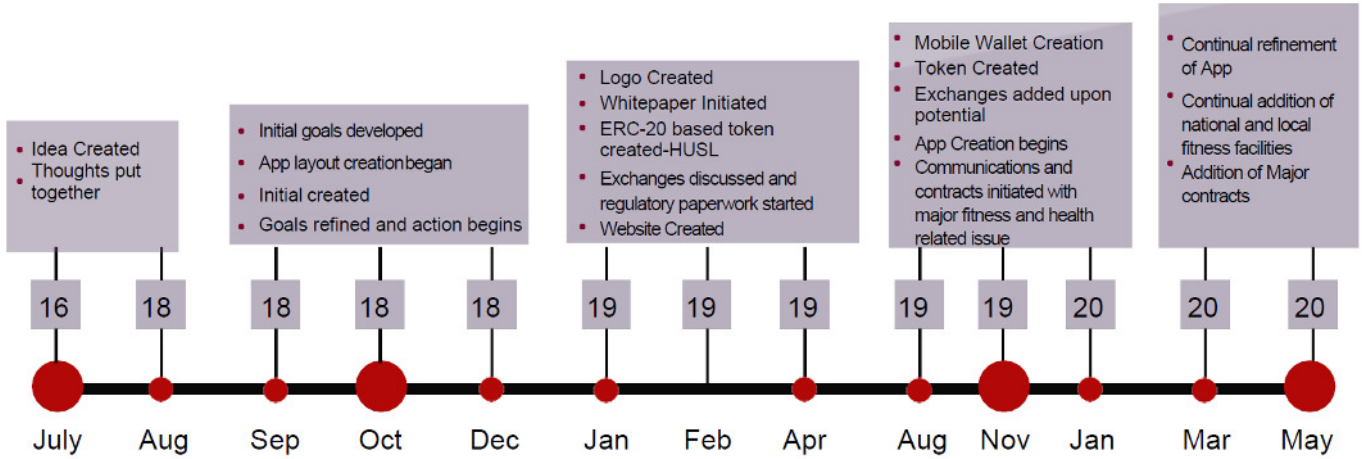 Idea Created
Thoughts put
together
Initial goals developed
App layout creation began
Initial created
Goals refined and action begins
Logo Created
Whitepaper Initiated
ERC-20 based token
created-HUSL
Exchanges discussed and
regulatory paperwork started
Website Created
Mobile Wallet Creation
Token Created
Exchanges added upon
potential
App Creation begins
Communications and
contracts initiated with
major fitness and health
related issue
Continual refinement
of App
Continual addition of
national and local
fitness facilities
Addition of Major
contracts
16 18 18 18 18 19 19 19 19 19 20 20 20
July Aug Sep Oct Dec Jan Feb Apr Aug Nov Jan Mar May